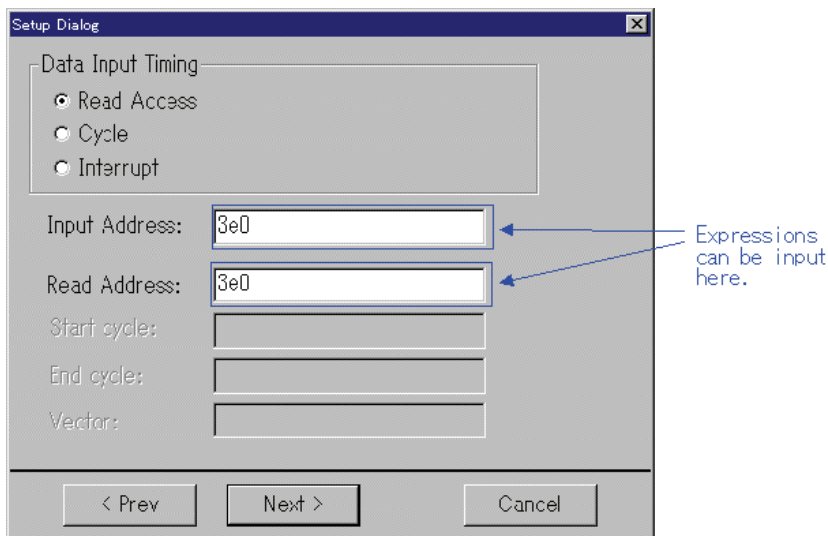 Setup Dialog
Data Input Timing
Read Access
Cycle
Interrupt
Input Address: 3e0
Read Address: 3e0
Start cycle:
End cycle:
Vector:
Expressions
can be input
here.
< Prev Next > Cancel